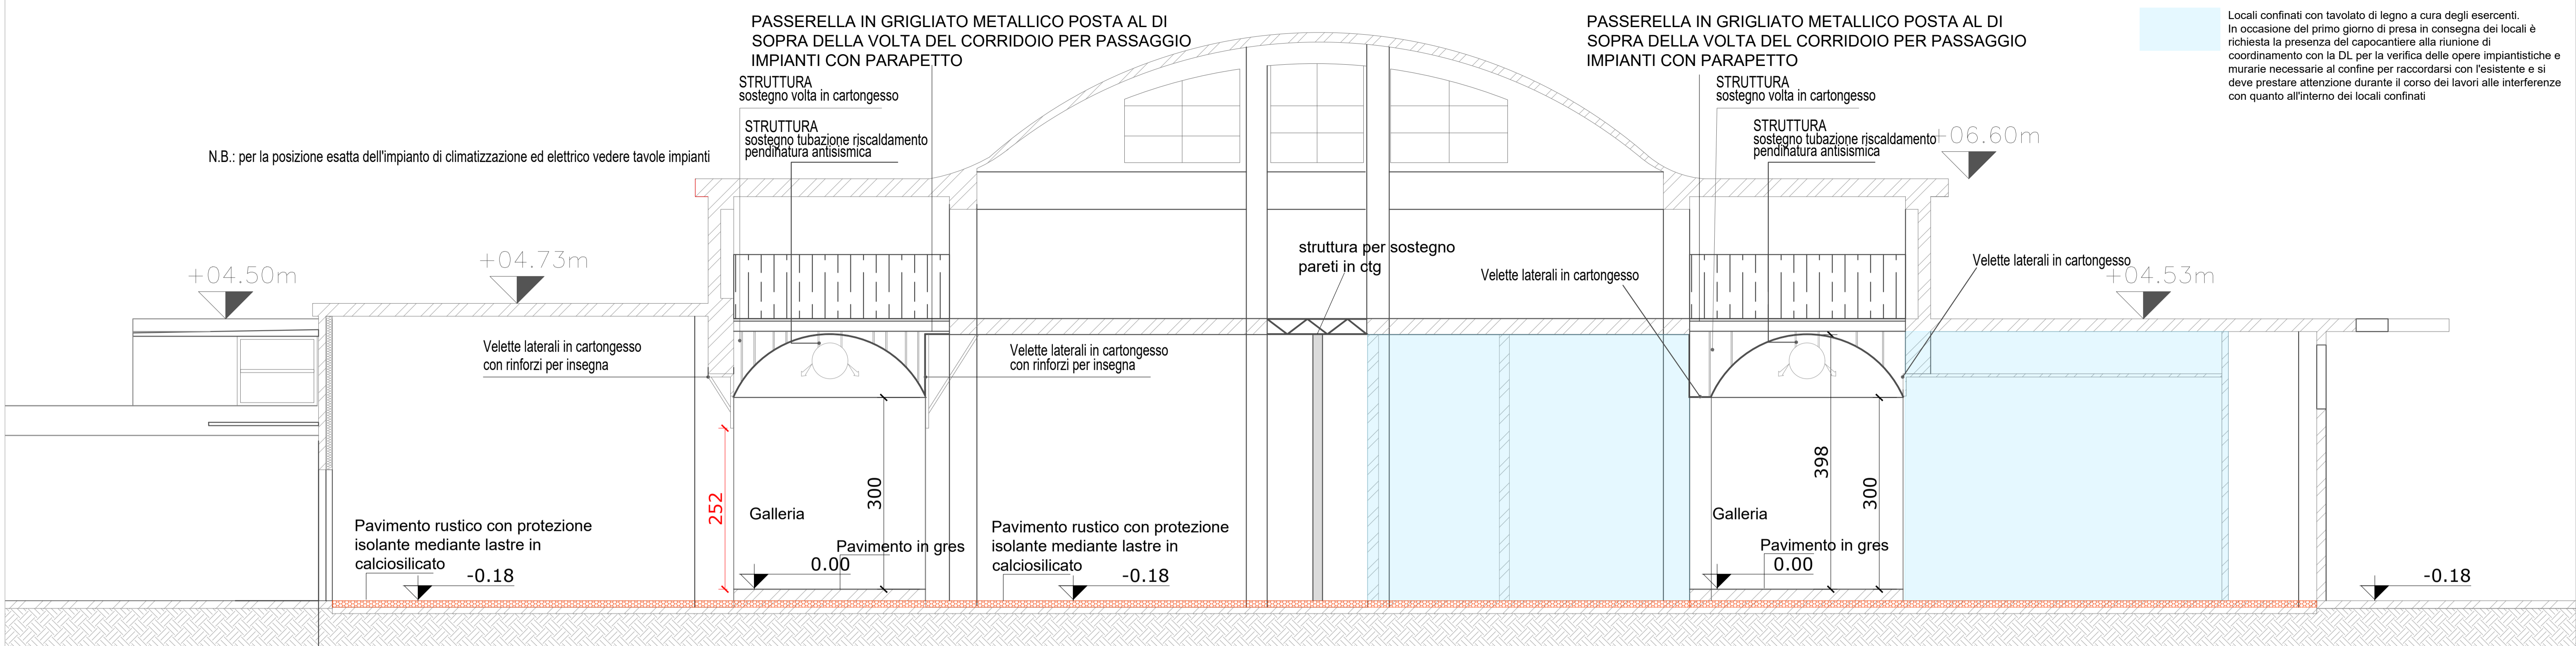 PASSERELLA IN GRIGLIATO METALLICO POSTA AL DI
SOPRA DELLA VOLTA DEL CORRIDOIO PER PASSAGGIO
IMPIANTI CON PARAPETTO
STRUTTURA
sostegno volta in cartongesso
STRUTTURA
sostegno tubazione riscaldamento
pendinatura antisismica
PASSERELLA IN GRIGLIATO METALLICO POSTA AL DI
SOPRA DELLA VOLTA DEL CORRIDOIO PER PASSAGGIO
IMPIANTI CON PARAPETTO
STRUTTURA
sostegno volta in cartongesso
STRUTTURA
sostegno tubazione riscaldamento
pendinatura antisismica
Locali confinati con tavolato di legno a cura degli esercenti.
In occasione del primo giorno di presa in consegna dei locali è
richiesta la presenza del capocantiere alla riunione di
coordinamento con la DL per la verifica delle opere impiantistiche e
murarie necessarie al confine per raccordarsi con l'esistente e si
deve prestare attenzione durante il corso dei lavori alle interferenze
con quanto all'interno dei locali confinati
+06.60m
N.B.: per la posizione esatta dell'impianto di climatizzazione ed elettrico vedere tavole impianti
+04.50m
+04.73m
struttura per sostegno
pareti in ctg
Velette laterali in cartongesso
Velette laterali in cartongesso
+04.53m
Velette laterali in cartongesso
con rinforzi per insegna
Velette laterali in cartongesso
con rinforzi per insegna
252
300
398
300
Galleria
Galleria
Pavimento rustico con protezione
isolante mediante lastre in
calciosilicato
-0.18
Pavimento in gres
0.00
Pavimento rustico con protezione
isolante mediante lastre in
calciosilicato
-0.18
Pavimento in gres
0.00
-0.18